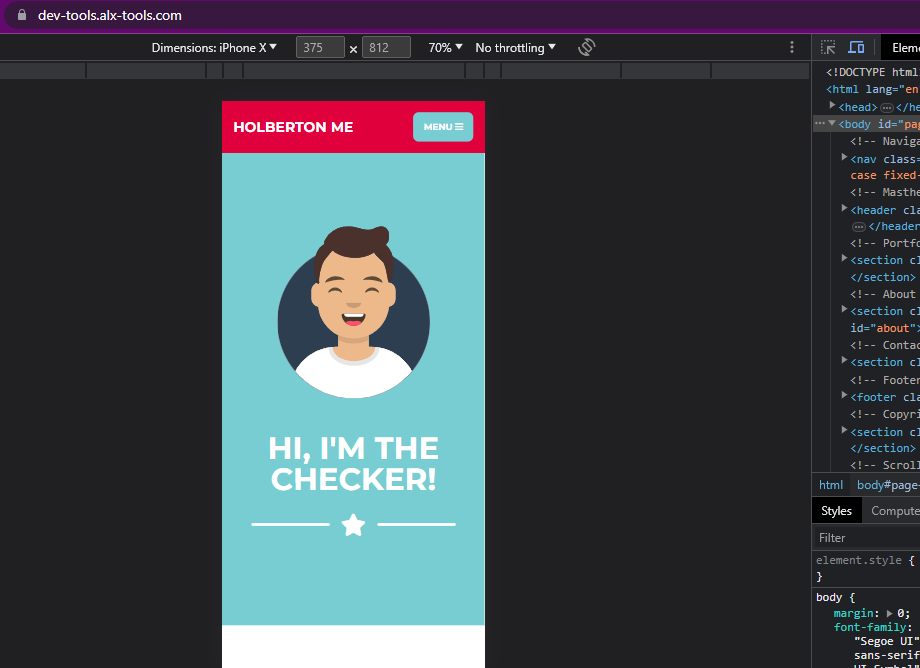 dev-tools.alx-tools.com
Dimensions: iPhone X 375 × 812 70% No throttling Eleme
HOLBERTON ME MENU
HI, I'M THE
CHECKER!
<!DOCTYPE html
<html lang="en
<head> ⋯ </he
⋯ <body id="pag
<!-- Naviga
<nav class=
case fixed-
<!-- Masthe
<header cla
⋯ </header
<!-- Portfo
<section cl
</section>
<!-- About
<section cl
id="about">
<!-- Contac
<section cl
<!-- Footer
<footer cla
<!-- Copyri
<section cl
</section>
<!-- Scroll
html body#page-
Styles Compute
Filter
element.style {
}
body {
margin: 0;
font-family:
"Segoe UI"
sans-serif